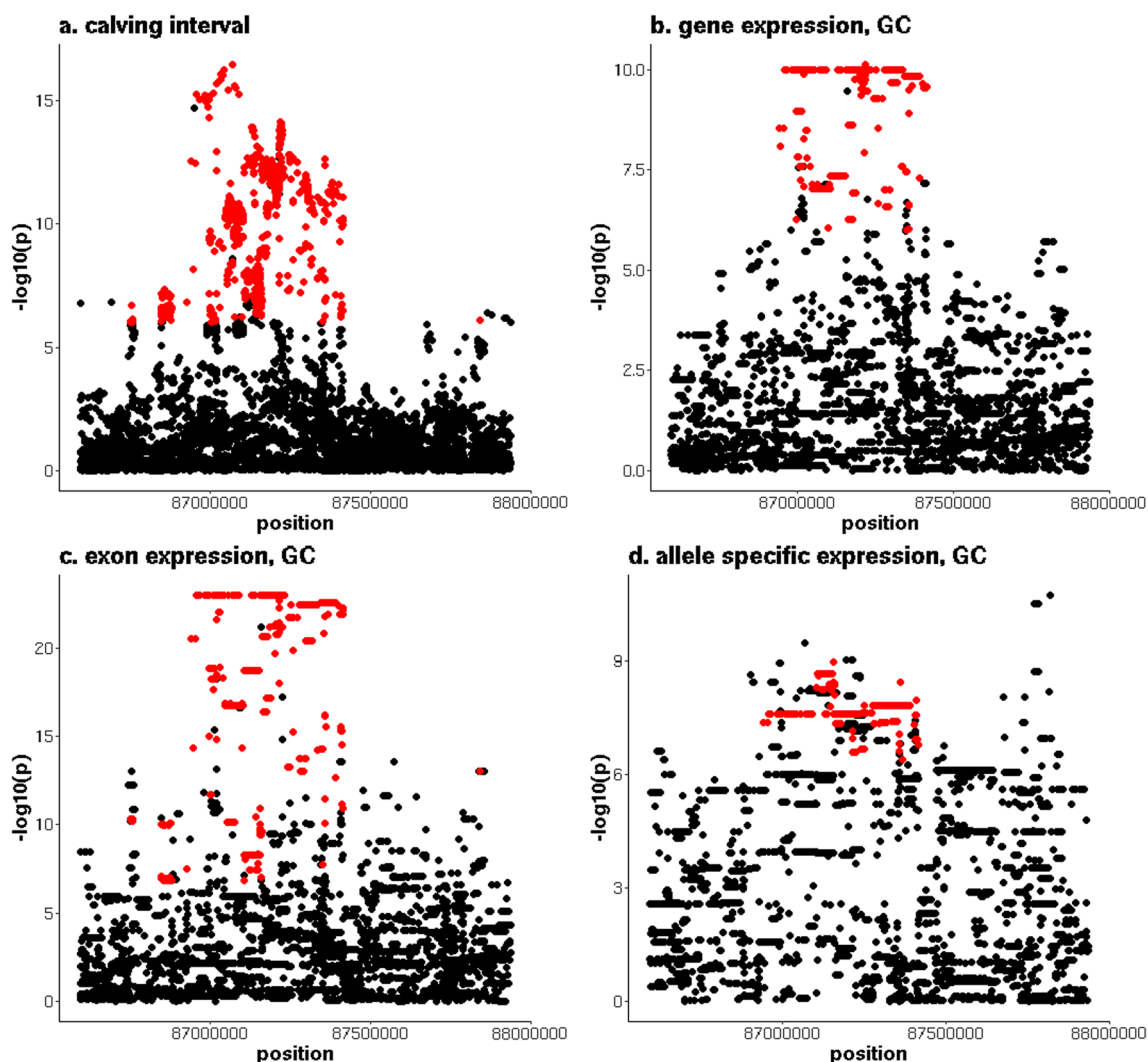 a. calving interval
-log10(p)
15
10
5
0
87000000 87500000 88000000
position
b. gene expression, GC
-log10(p)
10.0
7.5
5.0
2.5
0.0
87000000 87500000 88000000
position
c. exon expression, GC
-log10(p)
20
15
10
5
0
87000000 87500000 88000000
position
d. allele specific expression, GC
-log10(p)
9
6
3
0
87000000 87500000 88000000
position